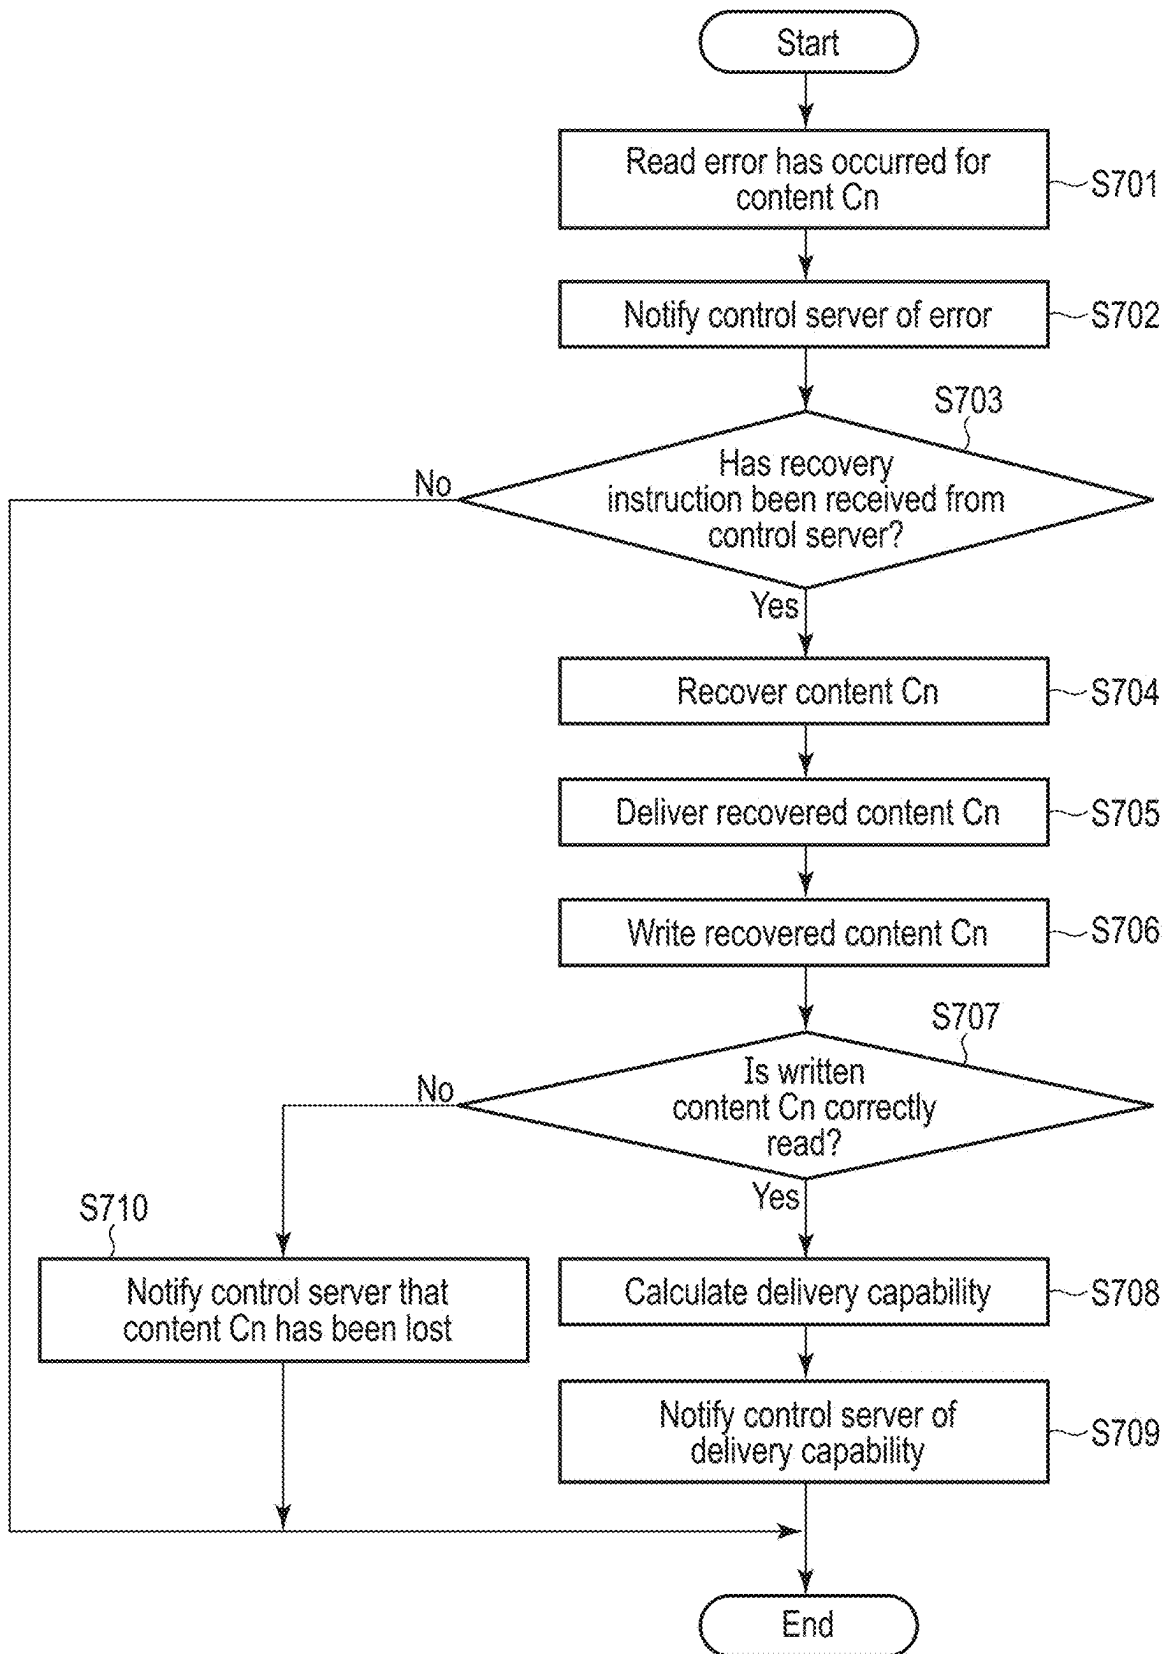 Start
Read error has occurred for
content Cn
S701
Notify control server of error
S702
S703
Has recovery
instruction been received from
control server?
No
Yes
Recover content Cn
S704
Deliver recovered content Cn
S705
Write recovered content Cn
S706
S707
Is written
content Cn correctly
read?
No
Yes
S710
Notify control server that
content Cn has been lost
Calculate delivery capability
S708
Notify control server of
delivery capability
S709
End